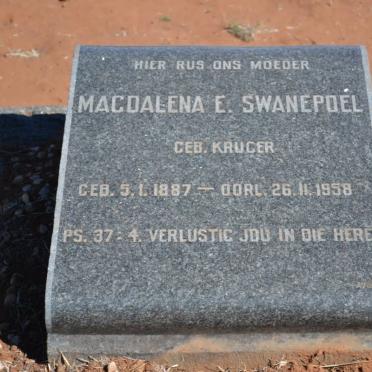 HIER RUS ONS MOEDER
MAGDALENA E. SWANEPOEL
GEB. KRUGER
GEB. 5.1.1887 — OORL. 26.11.1958
PS. 37:4. VERLUSTIG JOU IN DIE HERE